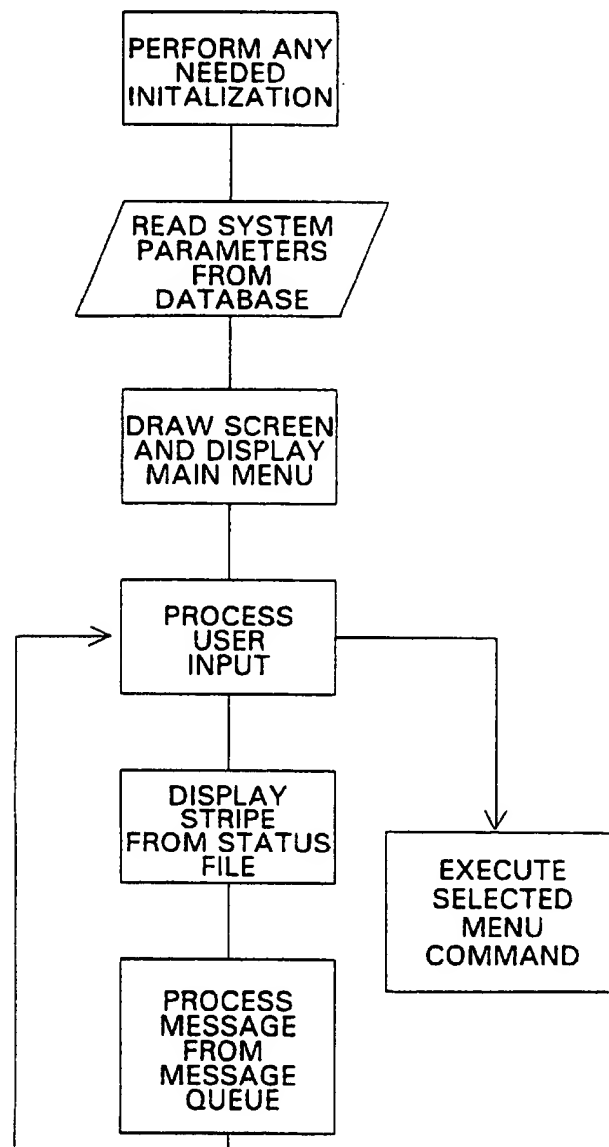 PERFORM ANY
NEEDED
INITALIZATION
READ SYSTEM
PARAMETERS
FROM
DATABASE
DRAW SCREEN
AND DISPLAY
MAIN MENU
PROCESS
USER
INPUT
DISPLAY
STRIPE
FROM STATUS
FILE
EXECUTE
SELECTED
MENU
COMMAND
PROCESS
MESSAGE
FROM
MESSAGE
QUEUE